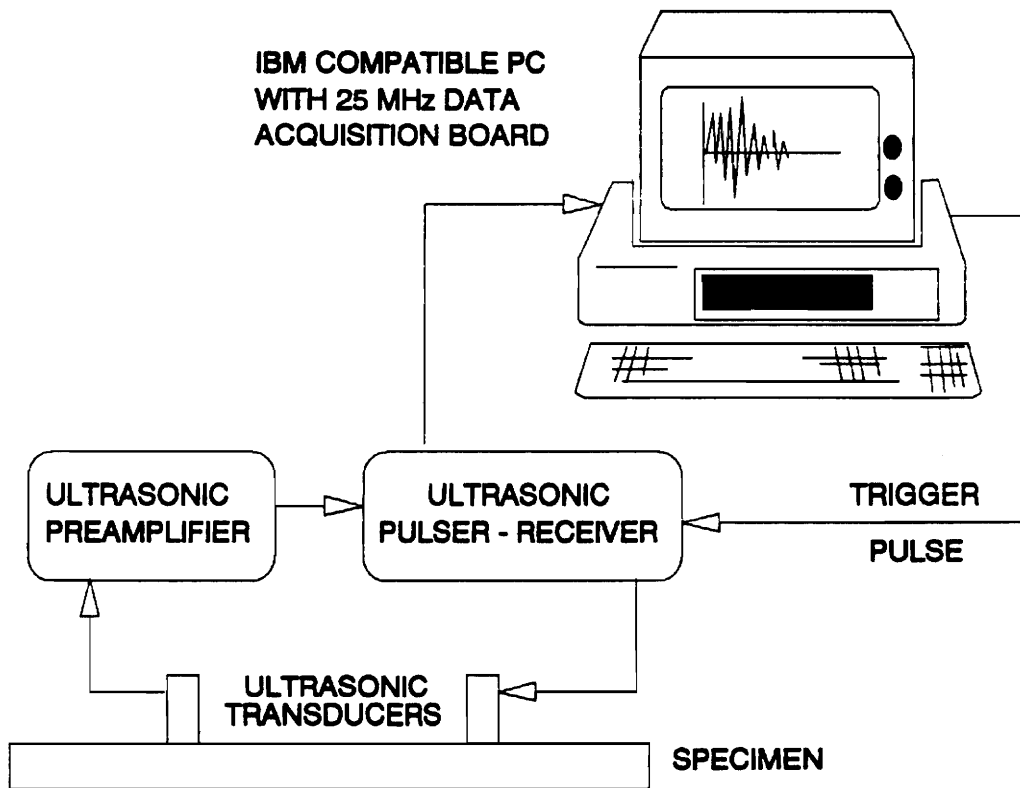 IBM COMPATIBLE PC
WITH 25 MHz DATA
ACQUISITION BOARD
ULTRASONIC
PREAMPLIFIER
ULTRASONIC
PULSER - RECEIVER
TRIGGER
PULSE
ULTRASONIC
TRANSDUCERS
SPECIMEN